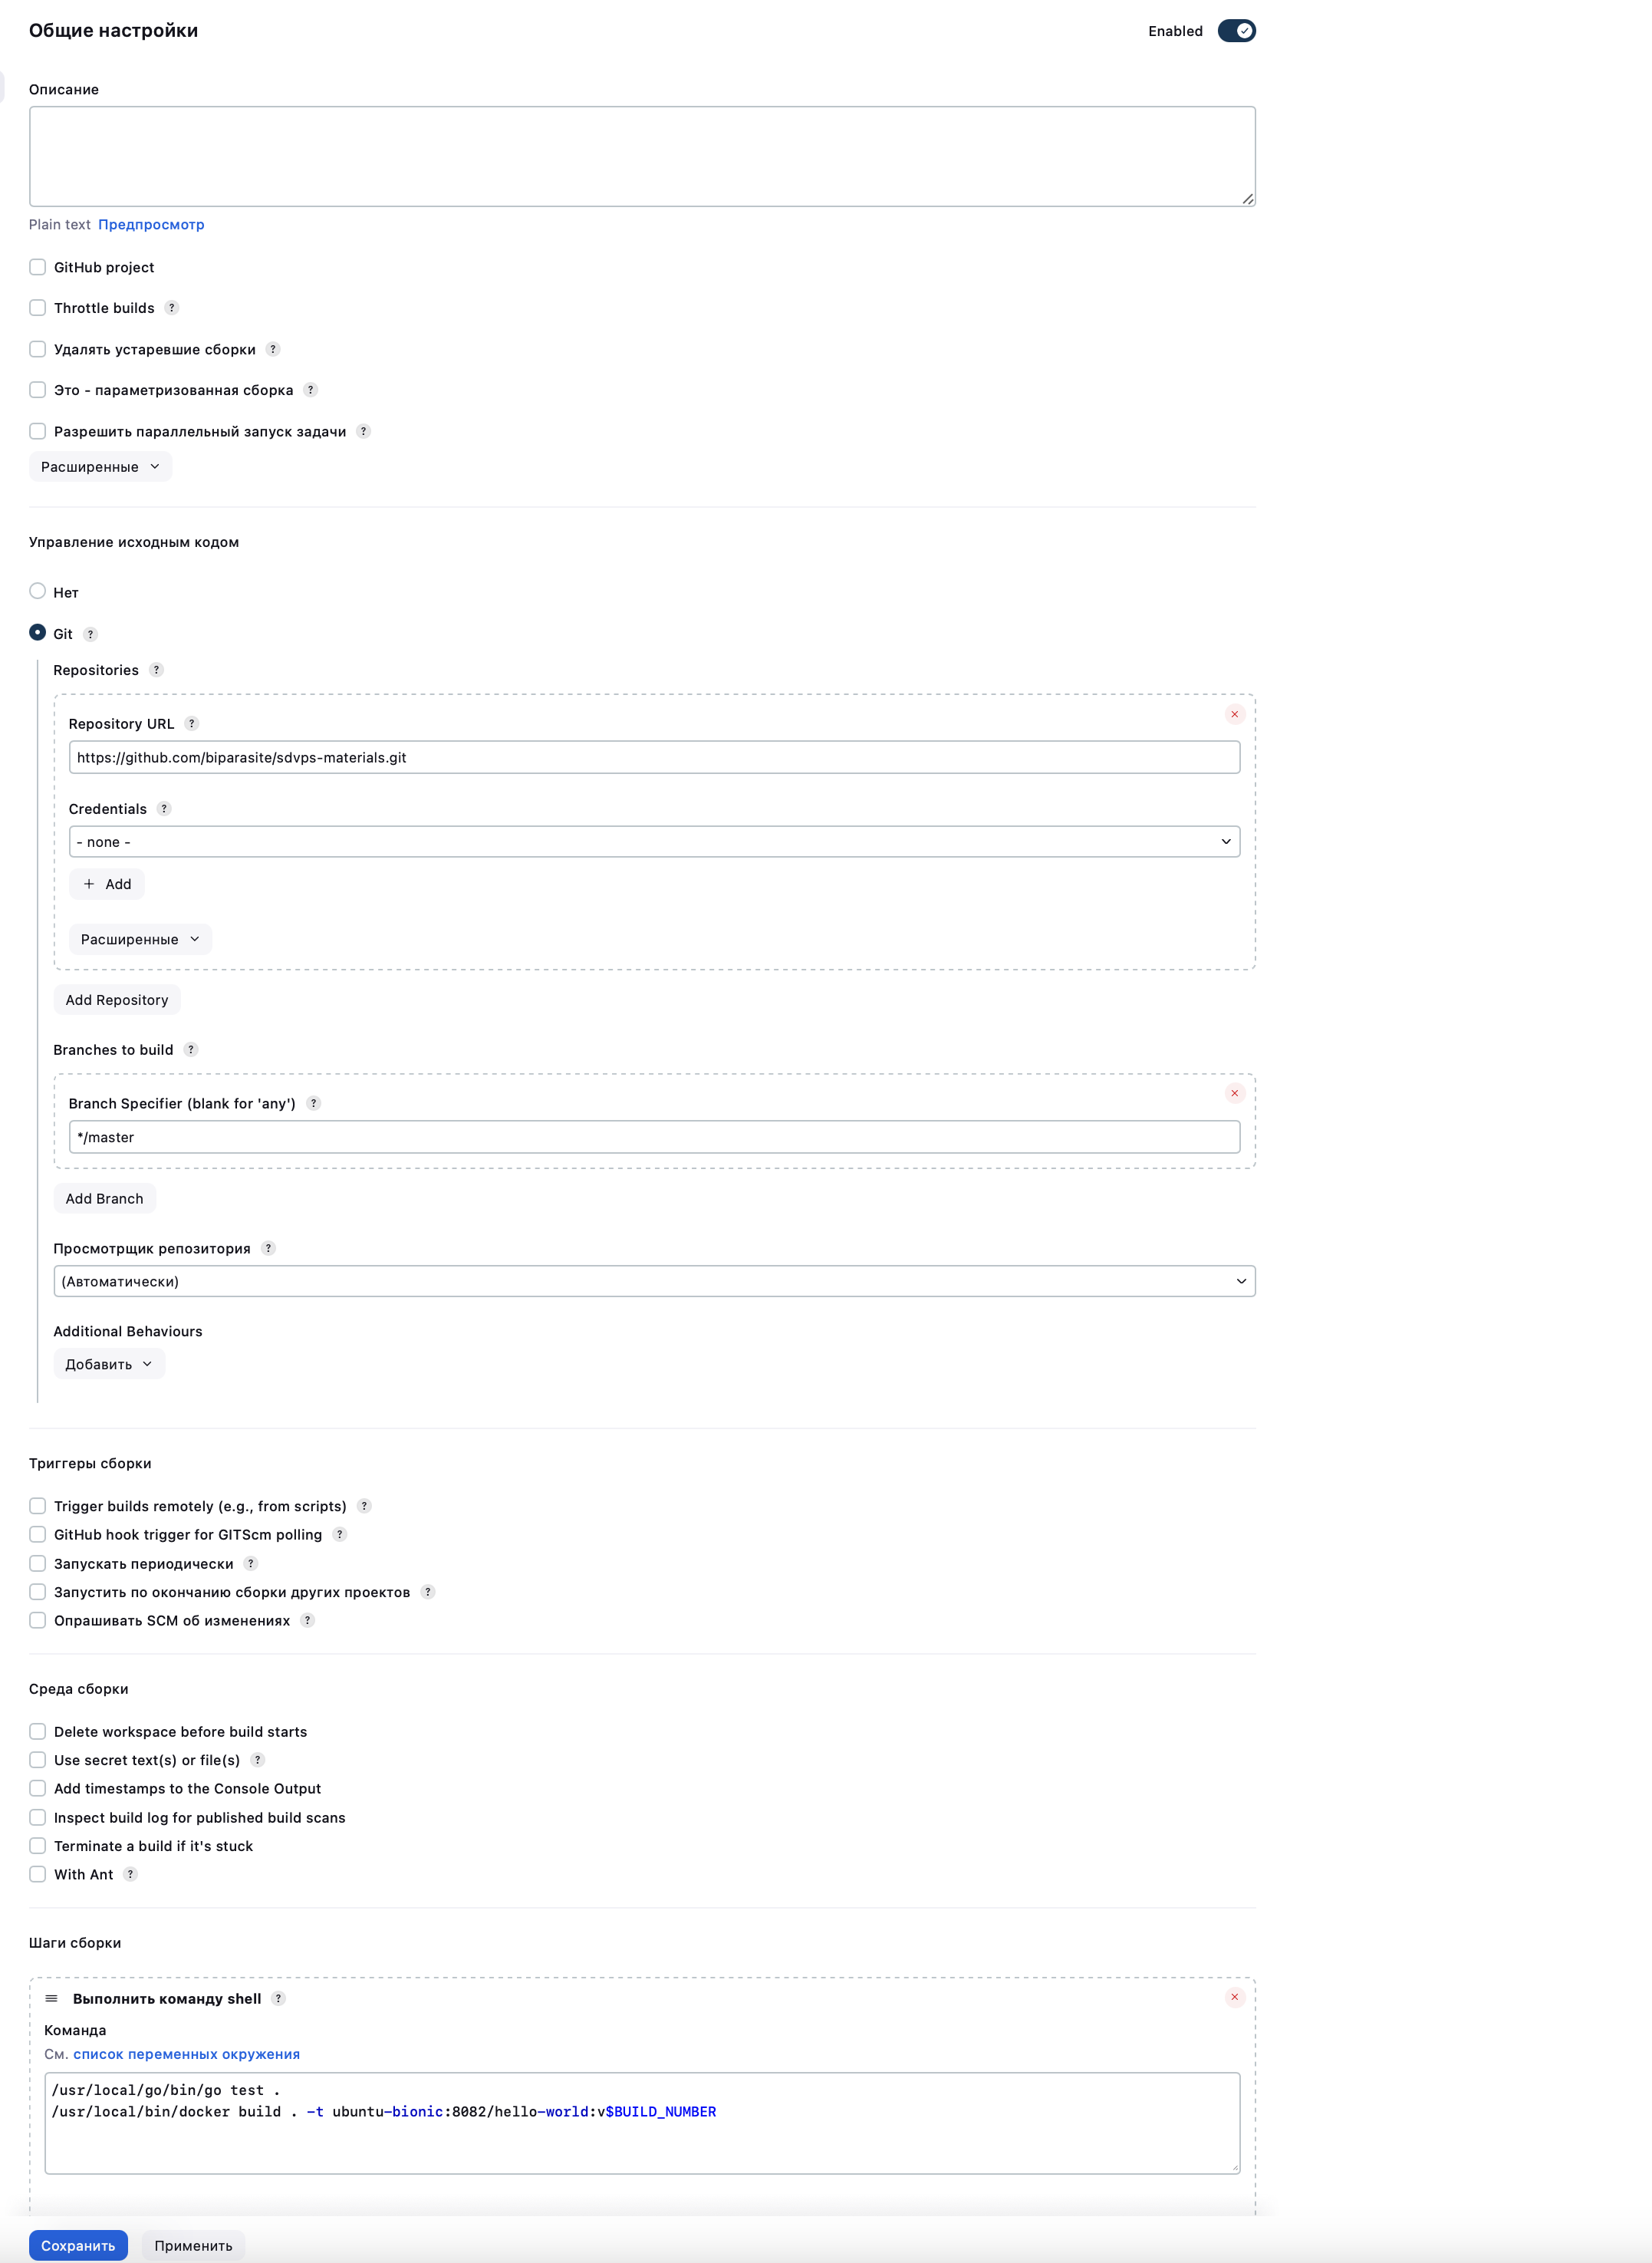 Общие настройки
Enabled
Описание
Plain text Предпросмотр
GitHub project
Throttle builds ?
Удалять устаревшие сборки ?
Это - параметризованная сборка ?
Разрешить параллельный запуск задачи ?
Расширенные
Управление исходным кодом
Нет
Git ?
Repositories ?
Repository URL ?
https://github.com/biparasite/sdvps-materials.git
Credentials ?
- none -
+ Add
Расширенные
Add Repository
Branches to build ?
Branch Specifier (blank for 'any') ?
*/master
Add Branch
Просмотрщик репозитория ?
(Автоматически)
Additional Behaviours
Добавить
Триггеры сборки
Trigger builds remotely (e.g., from scripts) ?
GitHub hook trigger for GITScm polling ?
Запускать периодически ?
Запустить по окончанию сборки других проектов ?
Опрашивать SCM об изменениях ?
Среда сборки
Delete workspace before build starts
Use secret text(s) or file(s) ?
Add timestamps to the Console Output
Inspect build log for published build scans
Terminate a build if it's stuck
With Ant ?
Шаги сборки
Выполнить команду shell ?
Команда
См. список переменных окружения
/usr/local/go/bin/go test .
/usr/local/bin/docker build . -t ubuntu-bionic:8082/hello-world:v$BUILD_NUMBER
Сохранить
Применить